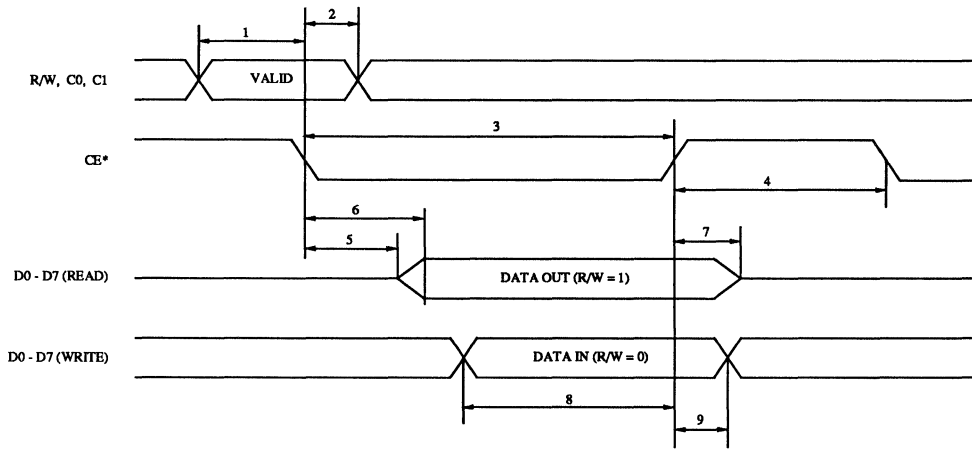 1
2
R/W, C0, C1
VALID
3
CE*
4
6
5
7
D0 - D7 (READ)
DATA OUT (R/W = 1)
D0 - D7 (WRITE)
DATA IN (R/W = 0)
8
9